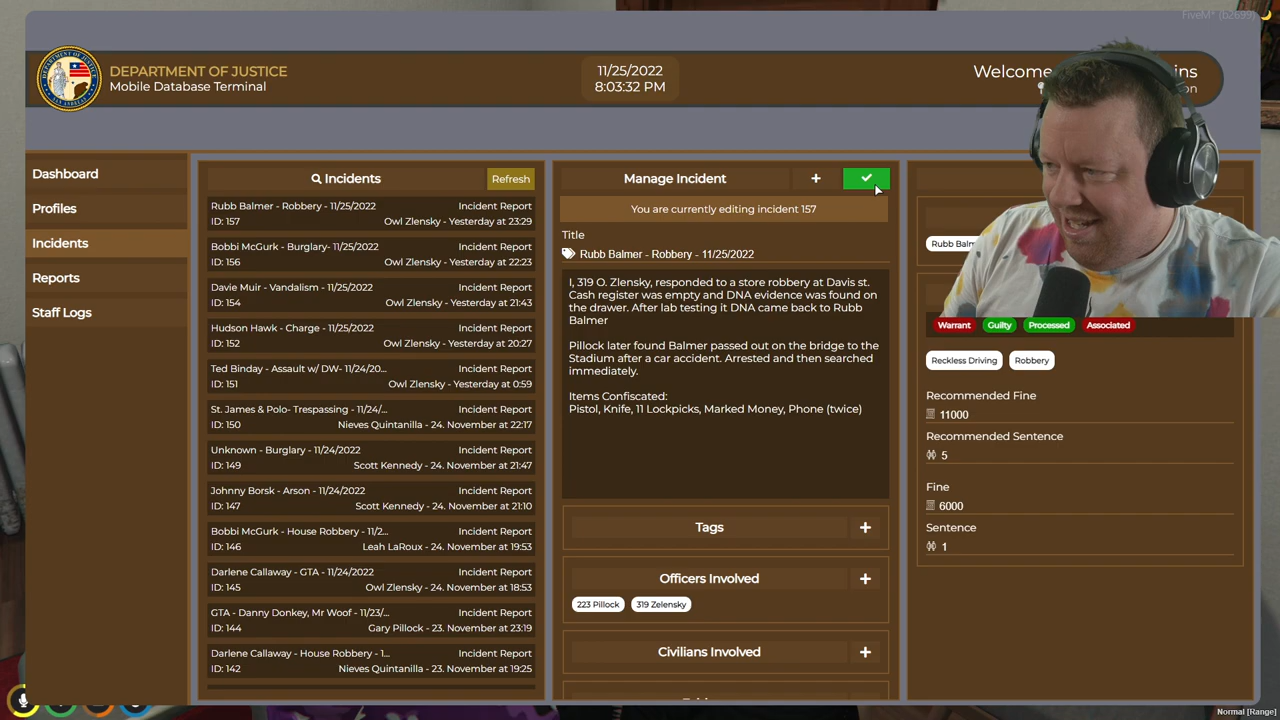 FiveM* (b2699)
DEPARTMENT OF JUSTICE
Mobile Database Terminal
11/25/2022
8:03:32 PM
Welcome
Dashboard
Profiles
Incidents
Reports
Staff Logs
Incidents
Refresh
Rubb Balmer - Robbery - 11/25/2022 Incident Report
ID: 157 Owl Zlensky - Yesterday at 23:29
Bobbi McGurk - Burglary- 11/25/2022 Incident Report
ID: 156 Owl Zlensky - Yesterday at 22:23
Davie Muir - Vandalism - 11/25/2022 Incident Report
ID: 154 Owl Zlensky - Yesterday at 21:43
Hudson Hawk - Charge - 11/25/2022 Incident Report
ID: 152 Owl Zlensky - Yesterday at 20:27
Ted Binday - Assault w/ DW- 11/24/20... Incident Report
ID: 151 Owl Zlensky - Yesterday at 0:59
St. James & Polo- Trespassing - 11/24/... Incident Report
ID: 150 Nieves Quintanilla - 24. November at 22:17
Unknown - Burglary - 11/24/2022 Incident Report
ID: 149 Scott Kennedy - 24. November at 21:47
Johnny Borsk - Arson - 11/24/2022 Incident Report
ID: 147 Scott Kennedy - 24. November at 21:10
Bobbi McGurk - House Robbery - 11/2... Incident Report
ID: 146 Leah LaRoux - 24. November at 19:53
Darlene Callaway - GTA - 11/24/2022 Incident Report
ID: 145 Owl Zlensky - 24. November at 18:53
GTA - Danny Donkey, Mr Woof - 11/23/... Incident Report
ID: 144 Gary Pillock - 23. November at 23:19
Darlene Callaway - House Robbery - 1... Incident Report
ID: 142 Nieves Quintanilla - 23. November at 19:25
Manage Incident
You are currently editing incident 157
Title
Rubb Balmer - Robbery - 11/25/2022
I, 319 O. Zlensky, responded to a store robbery at Davis st.
Cash register was empty and DNA evidence was found on
the drawer. After lab testing it DNA came back to Rubb
Balmer
Pillock later found Balmer passed out on the bridge to the
Stadium after a car accident. Arrested and then searched
immediately.
Items Confiscated:
Pistol, Knife, 11 Lockpicks, Marked Money, Phone (twice)
Tags
Officers Involved
223 Pillock 319 Zelensky
Civilians Involved
Warrant Guilty Processed Associated
Reckless Driving Robbery
Recommended Fine
11000
Recommended Sentence
5
Fine
6000
Sentence
1
Normal [Range]